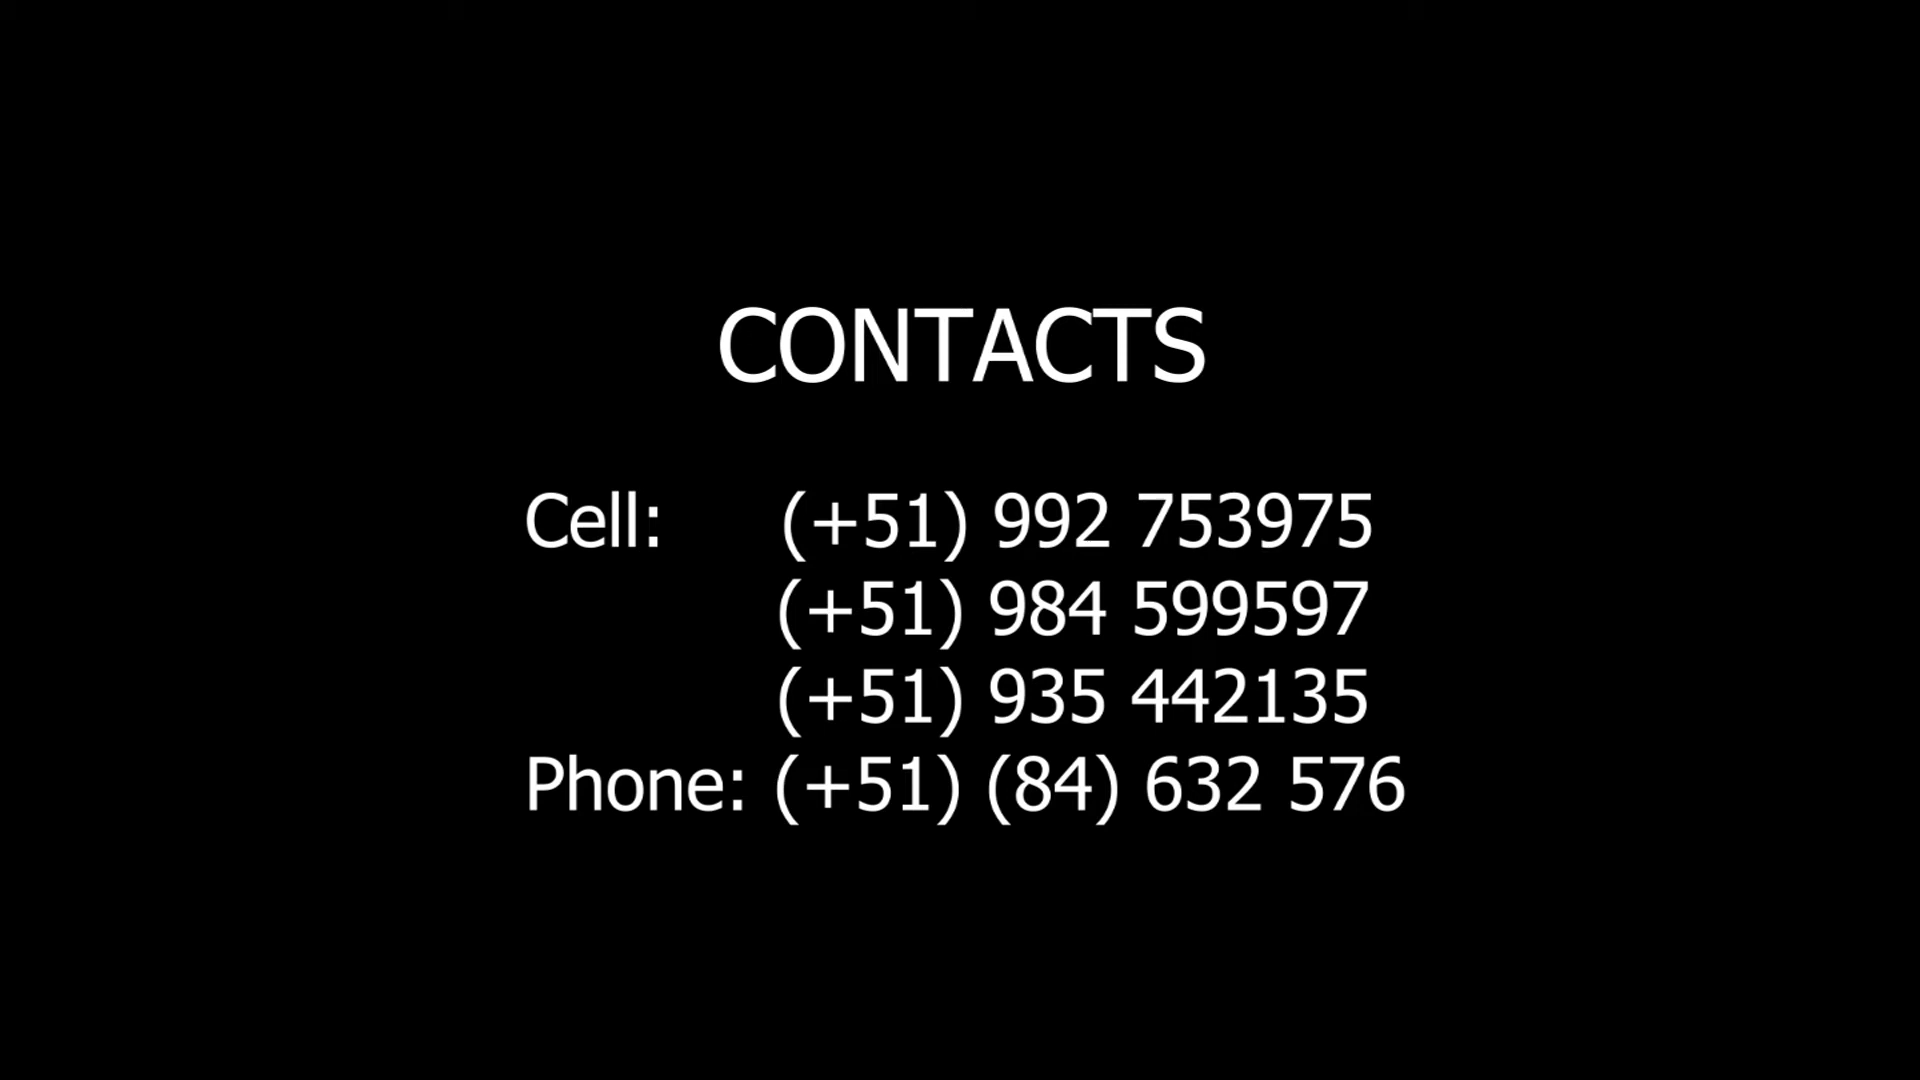 CONTACTS
Cell: (+51) 992 753975
(+51) 984 599597
(+51) 935 442135
Phone: (+51) (84) 632 576